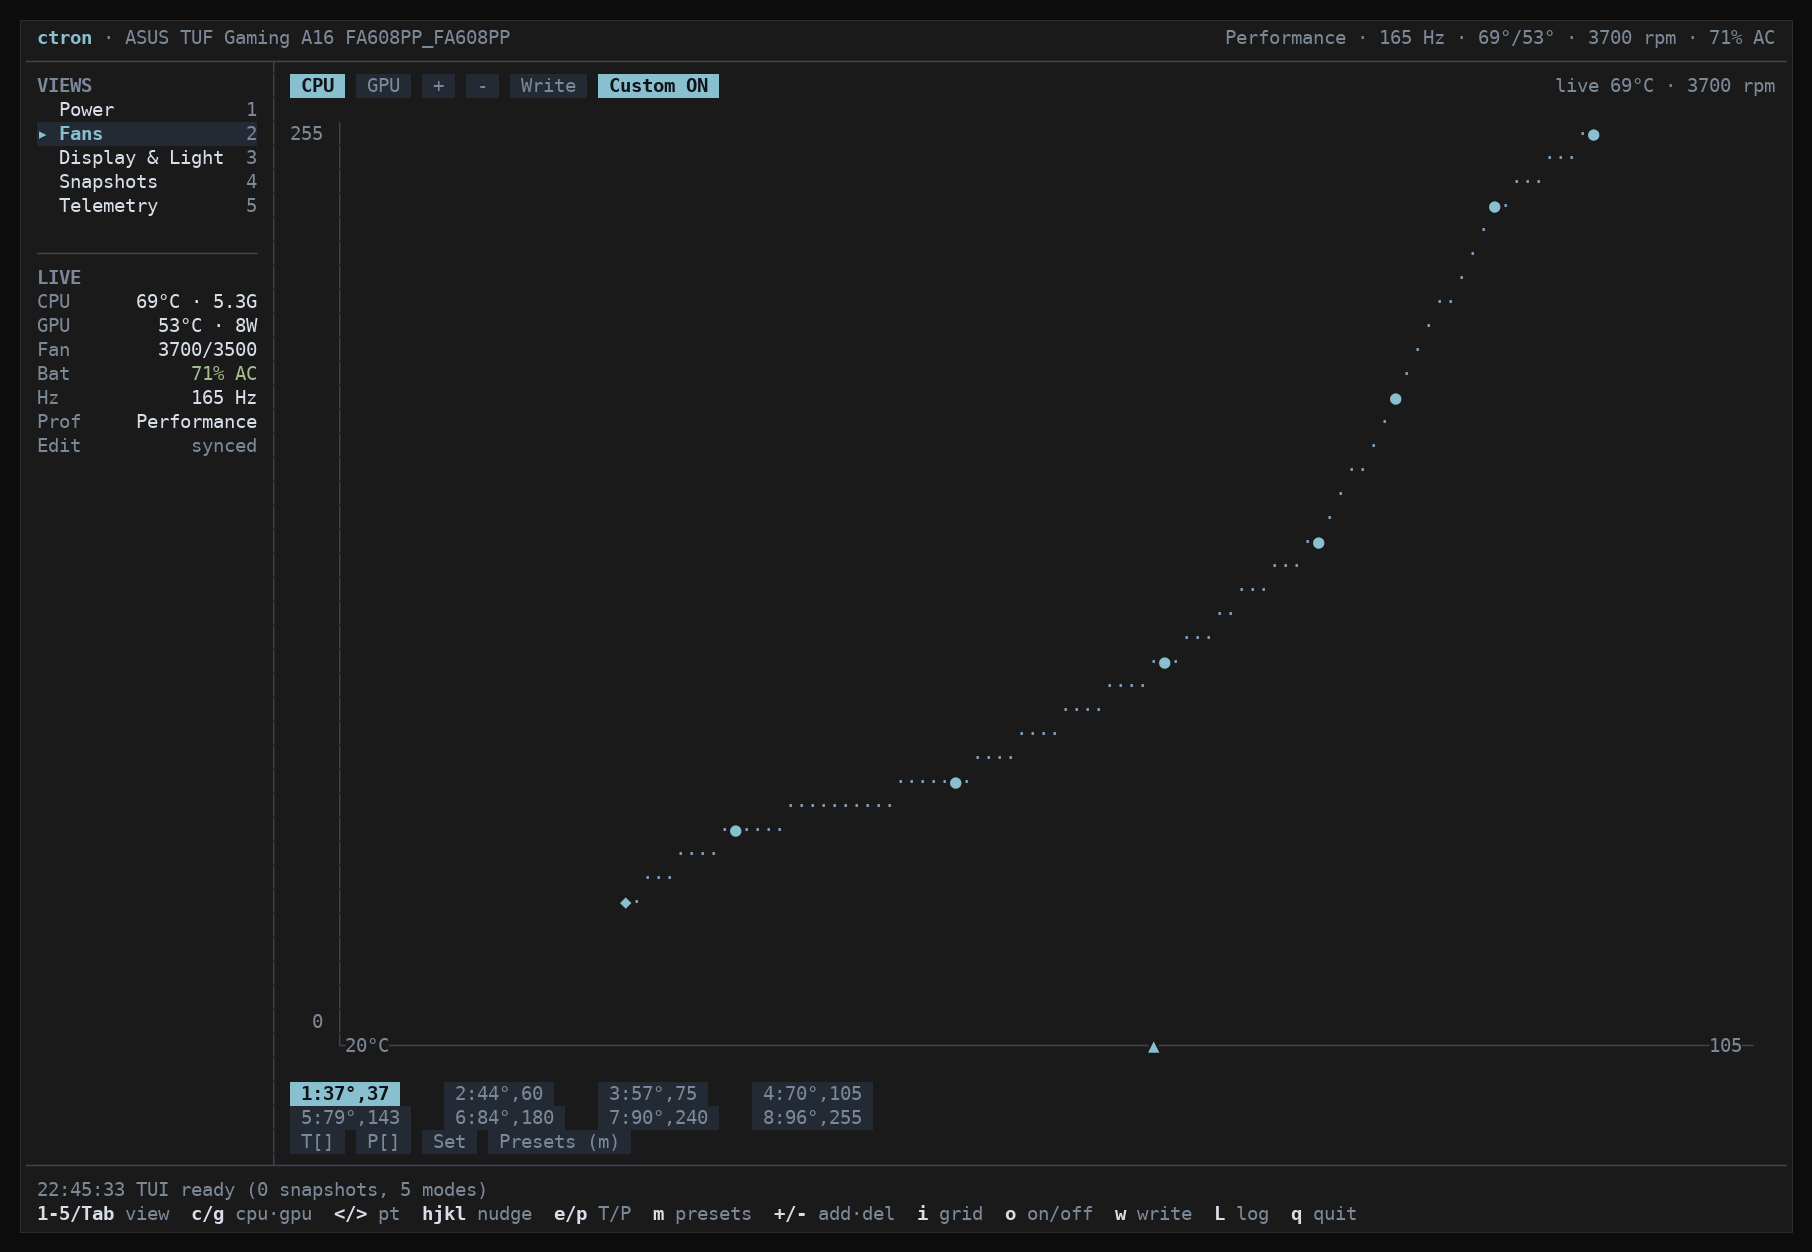 ctron · ASUS TUF Gaming A16 FA608PP_FA608PP Performance · 165 Hz · 69°/53° · 3700 rpm · 71% AC
VIEWS
Power 1
▸ Fans 2
Display & Light 3
Snapshots 4
Telemetry 5
LIVE
CPU 69°C · 5.3G
GPU 53°C · 8W
Fan 3700/3500
Bat 71% AC
Hz 165 Hz
Prof Performance
Edit synced
CPU GPU + - Write Custom ON live 69°C · 3700 rpm
255
0
20°C 105
1:37°,37 2:44°,60 3:57°,75 4:70°,105
5:79°,143 6:84°,180 7:90°,240 8:96°,255
T[] P[] Set Presets (m)
22:45:33 TUI ready (0 snapshots, 5 modes)
1-5/Tab view c/g cpu·gpu </> pt hjkl nudge e/p T/P m presets +/- add·del i grid o on/off w write L log q quit